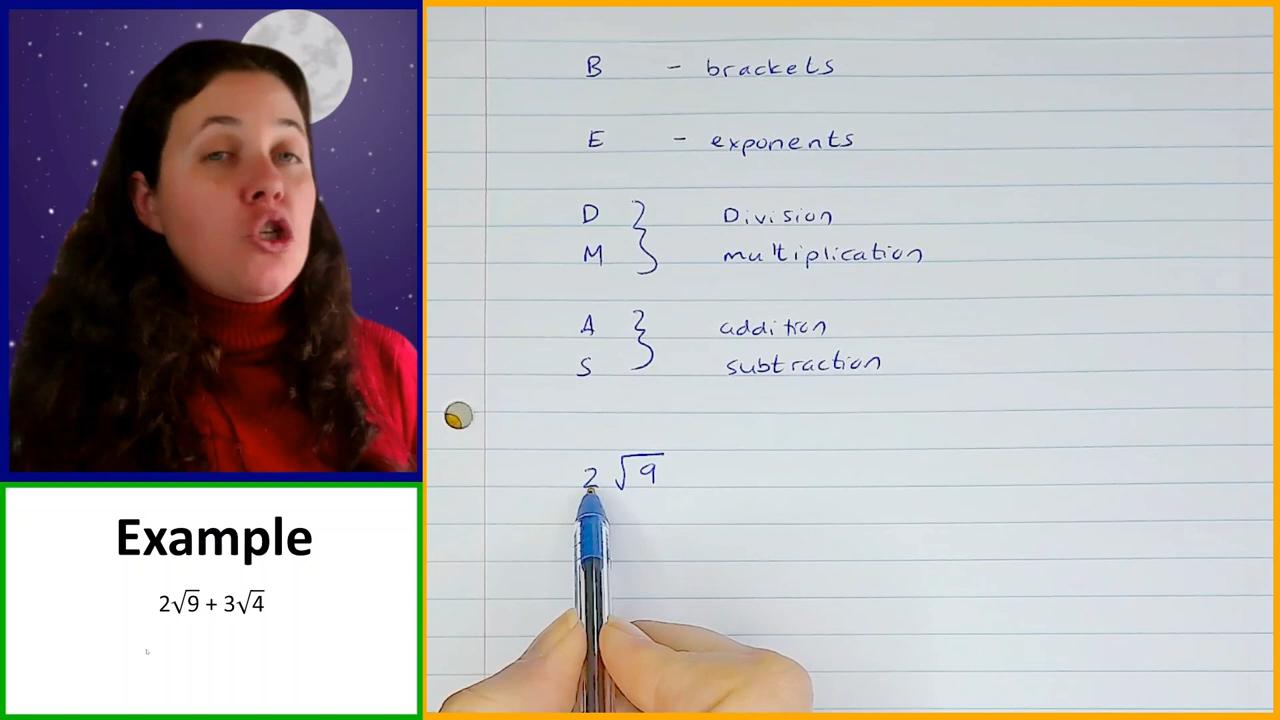 B - brackets
E - exponents
D } Division
M } multiplication
A } addition
S } subtraction
2 √9
Example
2√9 + 3√4